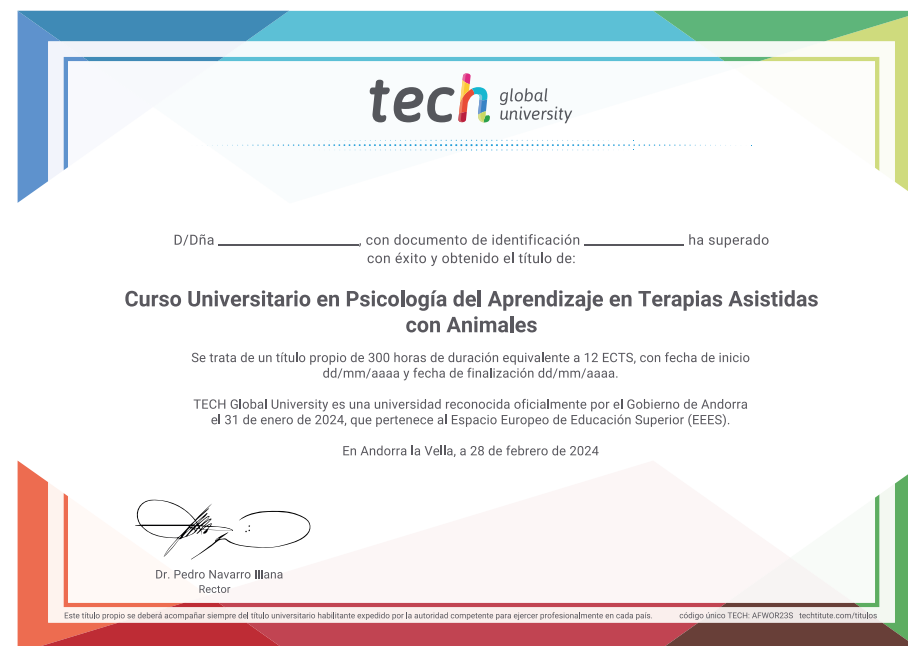 tech global university
D/Dña ____________________, con documento de identificación ______________ ha superado
con éxito y obtenido el título de:
Curso Universitario en Psicología del Aprendizaje en Terapias Asistidas
con Animales
Se trata de un título propio de 300 horas de duración equivalente a 12 ECTS, con fecha de inicio
dd/mm/aaaa y fecha de finalización dd/mm/aaaa.
TECH Global University es una universidad reconocida oficialmente por el Gobierno de Andorra
el 31 de enero de 2024, que pertenece al Espacio Europeo de Educación Superior (EEES).
En Andorra la Vella, a 28 de febrero de 2024
Dr. Pedro Navarro Illana
Rector
Este título propio se deberá acompañar siempre del título universitario habilitante expedido por la autoridad competente para ejercer profesionalmente en cada país. código único TECH: AFWOR23S techtitute.com/titulos